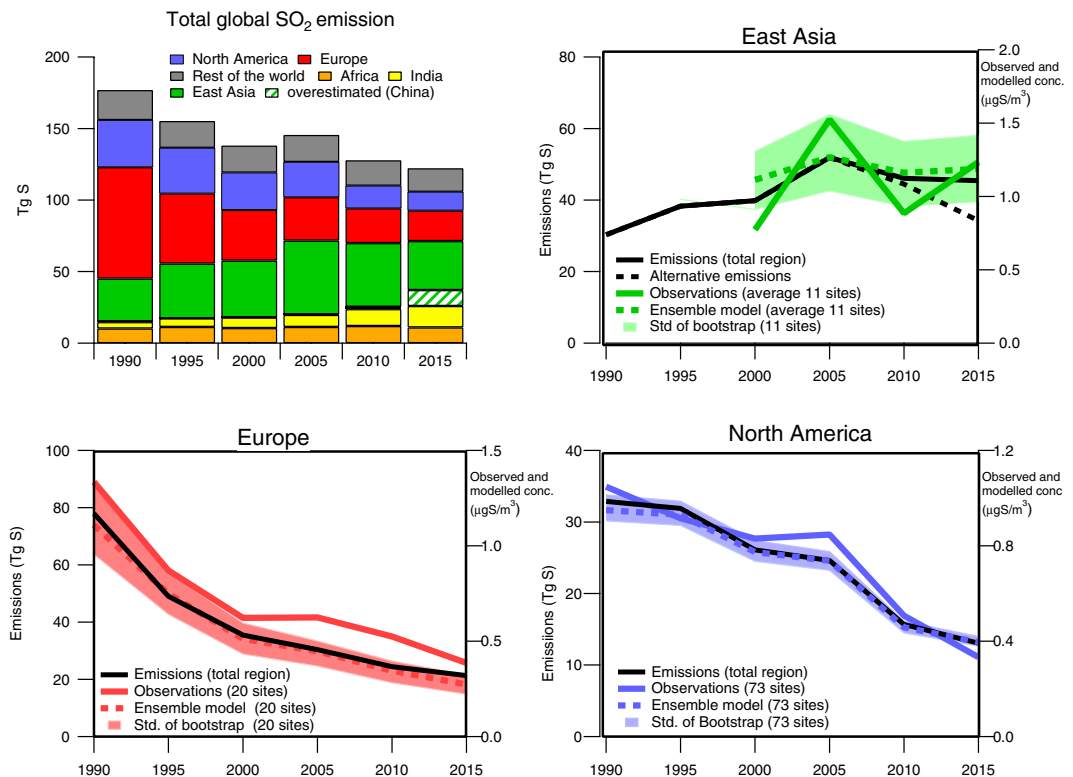 Total global SO2 emission
200
150
100
50
0
Tg S
North America
Europe
Rest of the world
Africa
India
East Asia
overestimated (China)
1990
1995
2000
2005
2010
2015
East Asia
80
60
40
20
0
Emissions (Tg S)
2.0
1.5
1.0
0.5
0.0
Observed and
modelled conc.
(μgS/m3)
Emissions (total region)
Alternative emissions
Observations (average 11 sites)
Ensemble model (average 11 sites)
Std of bootstrap (11 sites)
1990
1995
2000
2005
2010
2015
Europe
100
80
60
40
20
0
Emissions (Tg S)
1.5
1.0
0.5
0.0
Observed and
modelled conc.
(μgS/m3)
Emissions (total region)
Observations (20 sites)
Ensemble model (20 sites)
Std. of bootstrap (20 sites)
1990
1995
2000
2005
2010
2015
North America
40
30
20
10
0
Emisiions (Tg S)
1.2
0.8
0.4
0.0
Observed and
modelled conc
(μgS/m3)
Emissions (total region)
Observations (73 sites)
Ensemble model (73 sites)
Std. of Bootstrap (73 sites)
1990
1995
2000
2005
2010
2015